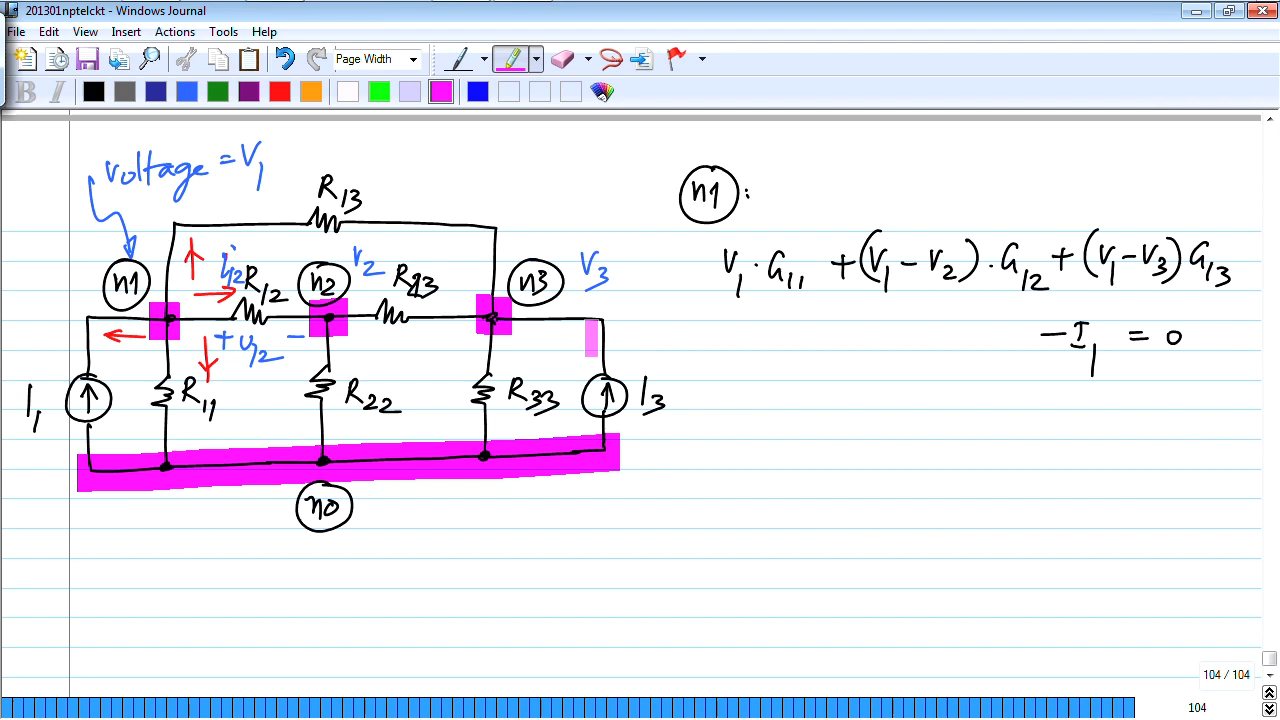 201301nptelckt - Windows Journal
File Edit View Insert Actions Tools Help
Page Width
B I
voltage = V1
R13
n1 :
n1 i12 R12 n2 V2 R23 n3 V3
V1 · G11 + (V1 - V2) · G12 + (V1 - V3) G13
+ v12 -
- I1 = 0
I1 R11 R22 R33 I3
n0
104 / 104
104